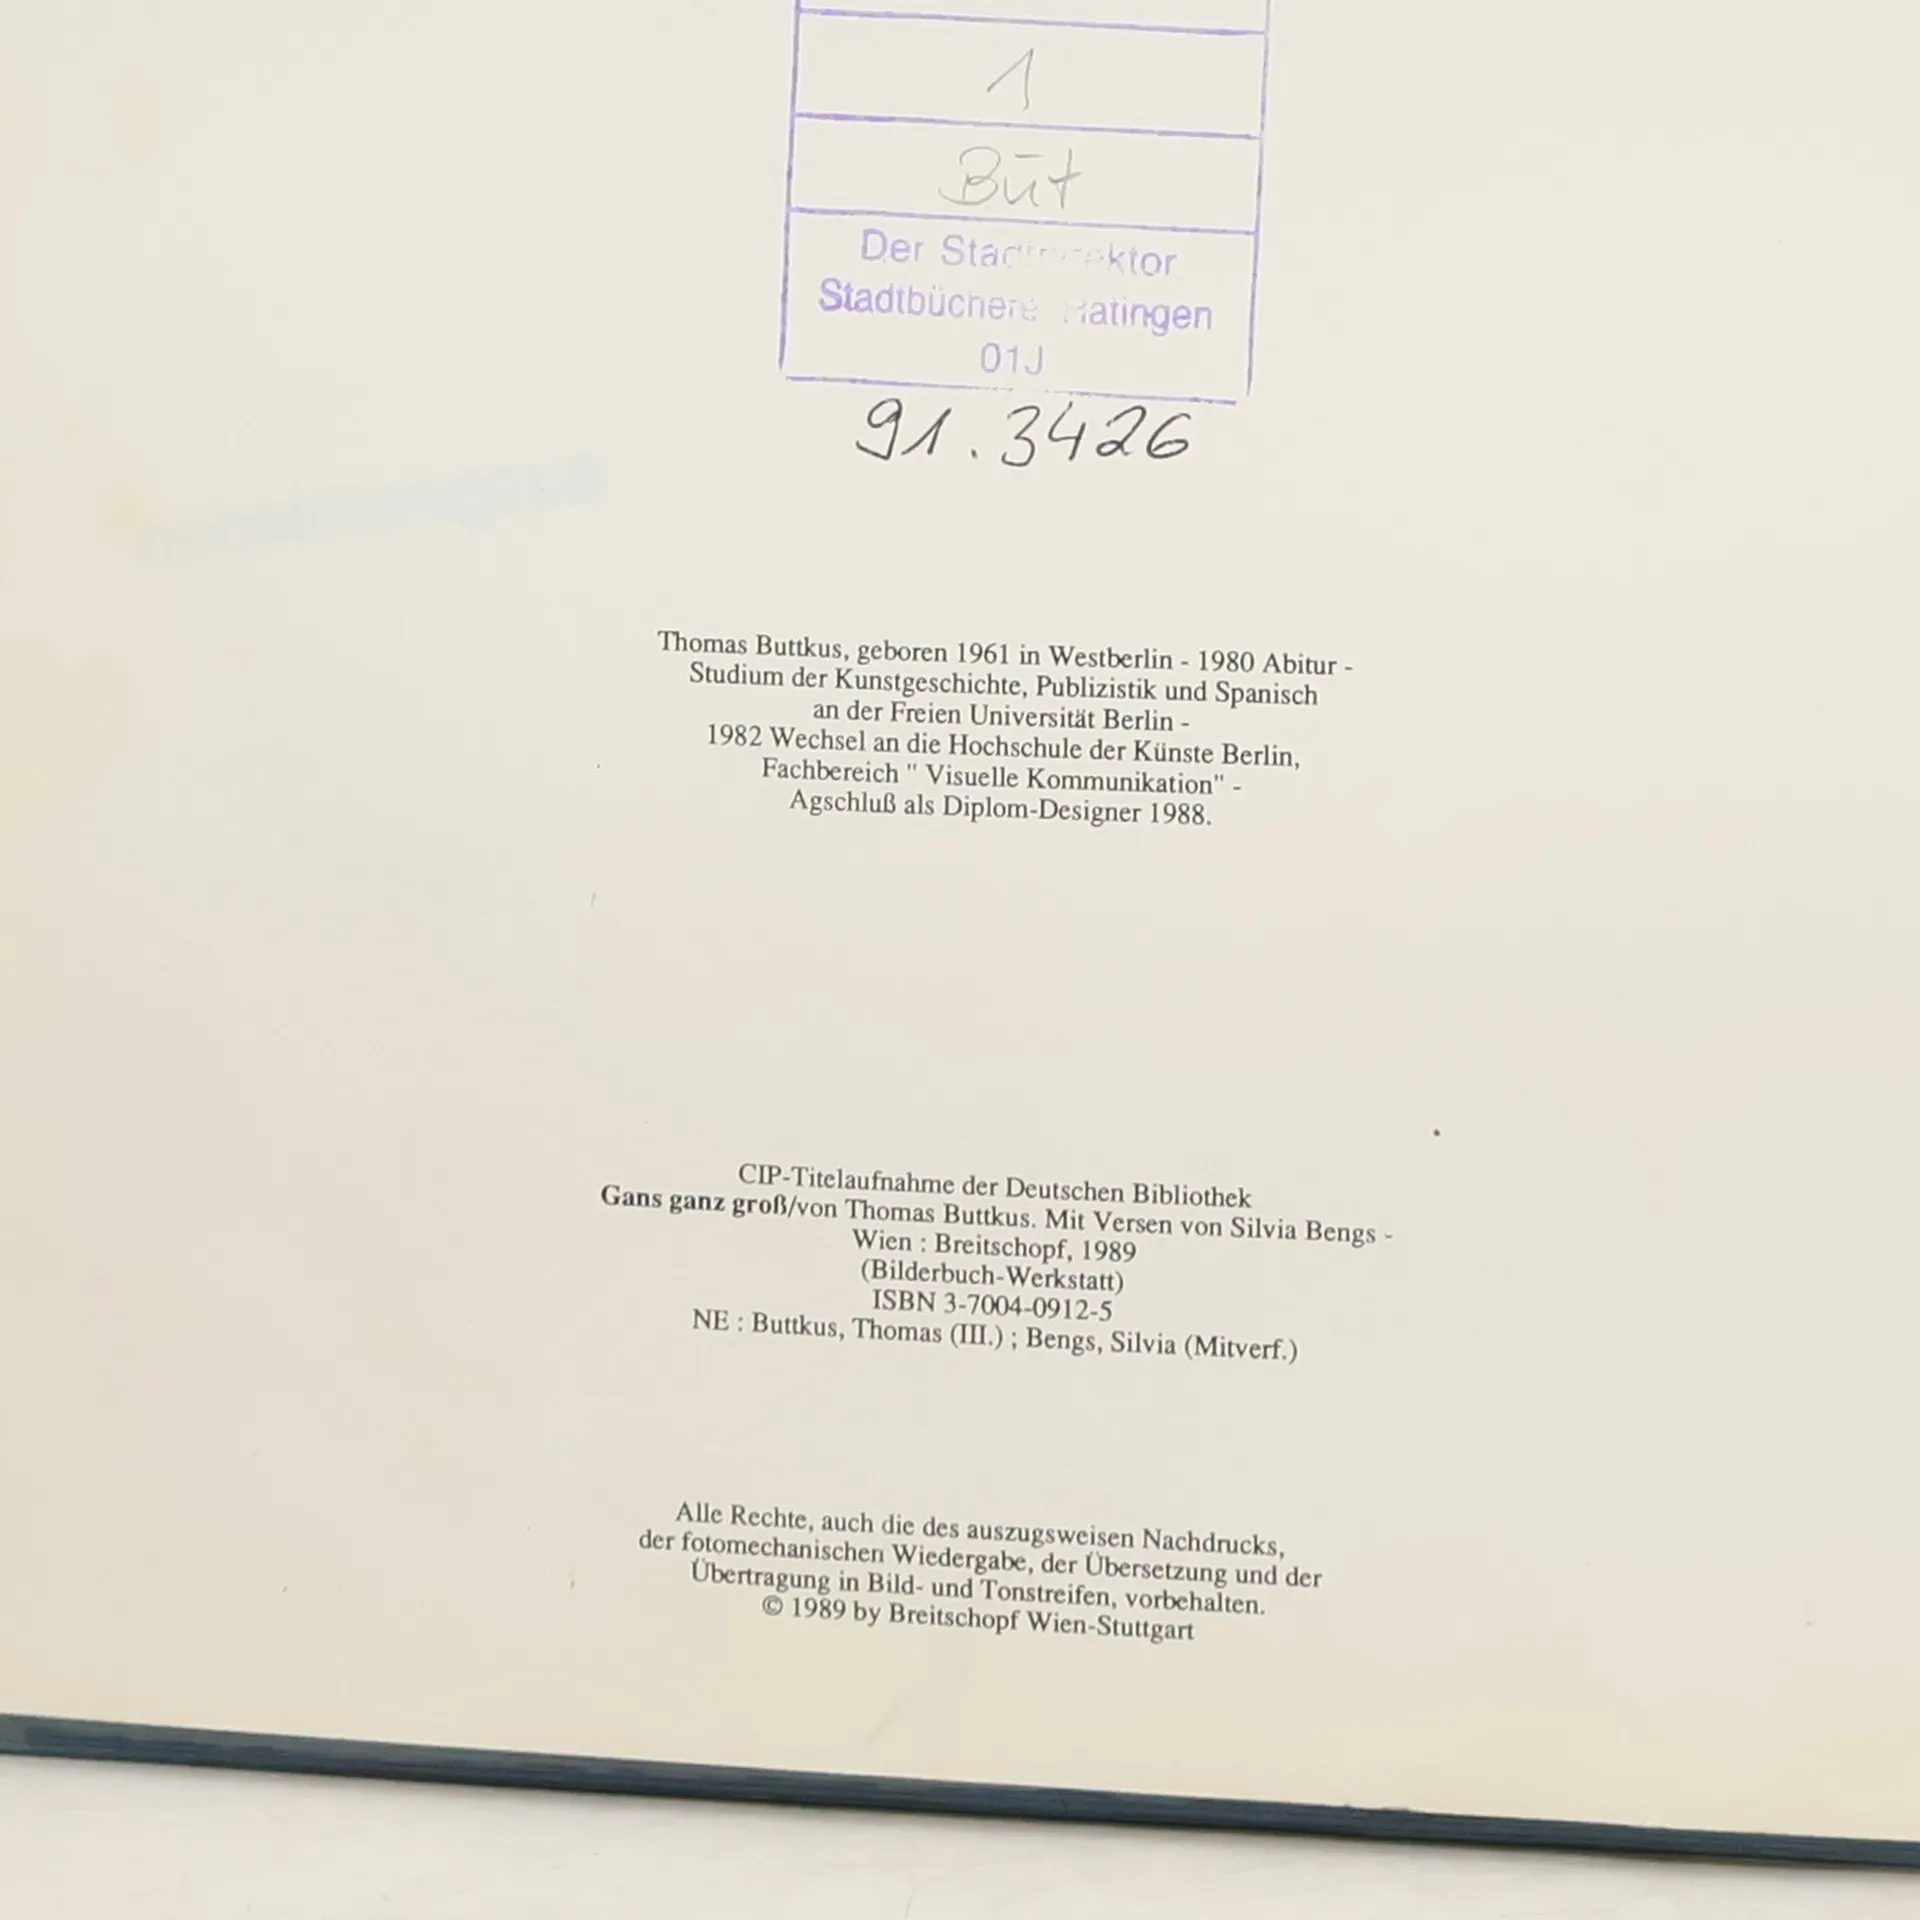 1
Būt
Der
Stadtbücherei Ratingen
01J
91.3426
Thomas Buttkus, geboren 1961 in Westberlin - 1980 Abitur -
Studium der Kunstgeschichte, Publizistik und Spanisch
an der Freien Universität Berlin -
1982 Wechsel an die Hochschule der Künste Berlin,
Fachbereich " Visuelle Kommunikation" -
Agschluß als Diplom-Designer 1988.
CIP-Titelaufnahme der Deutschen Bibliothek
Gans ganz groß/von Thomas Buttkus. Mit Versen von Silvia Bengs -
Wien : Breitschopf, 1989
(Bilderbuch-Werkstatt)
ISBN 3-7004-0912-5
NE : Buttkus, Thomas (III.) ; Bengs, Silvia (Mitverf.)
Alle Rechte, auch die des auszugsweisen Nachdrucks,
der fotomechanischen Wiedergabe, der Übersetzung und der
Übertragung in Bild- und Tonstreifen, vorbehalten.
© 1989 by Breitschopf Wien-Stuttgart